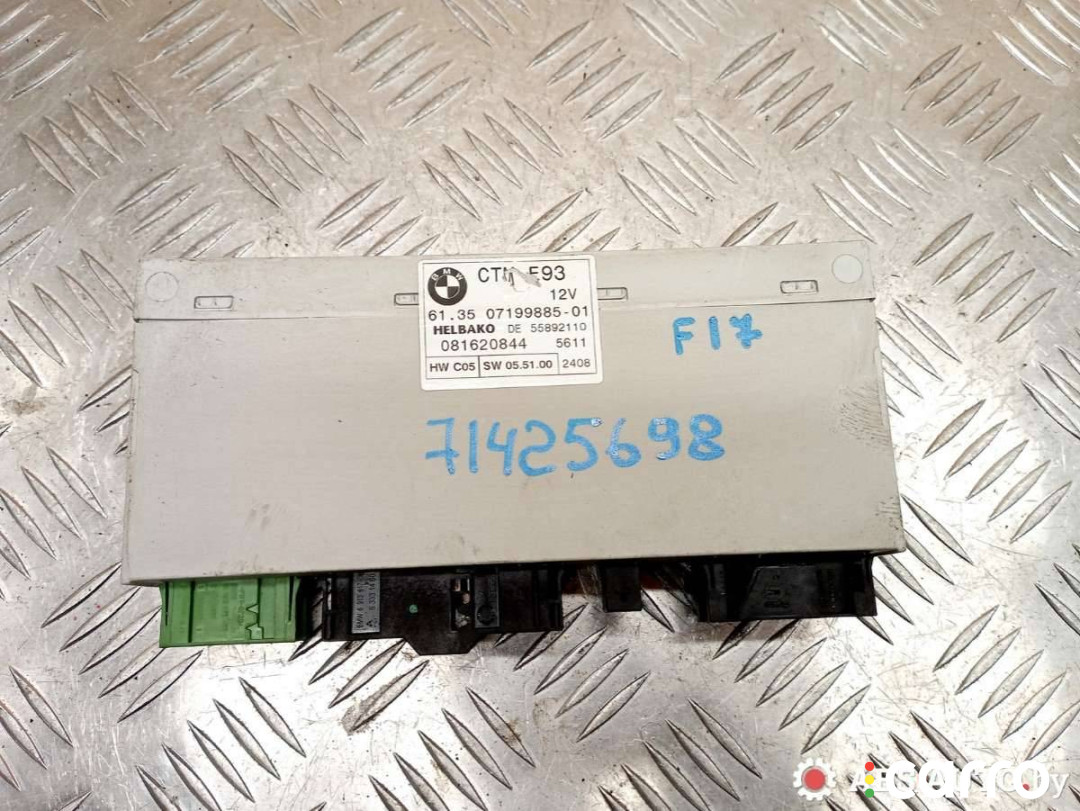 BMW
E93
12V
61.35 07199885-01
HELBAKO DE 55892110
081620844 5611
HW C05 SW 05.51.00 2408
F17
71425698